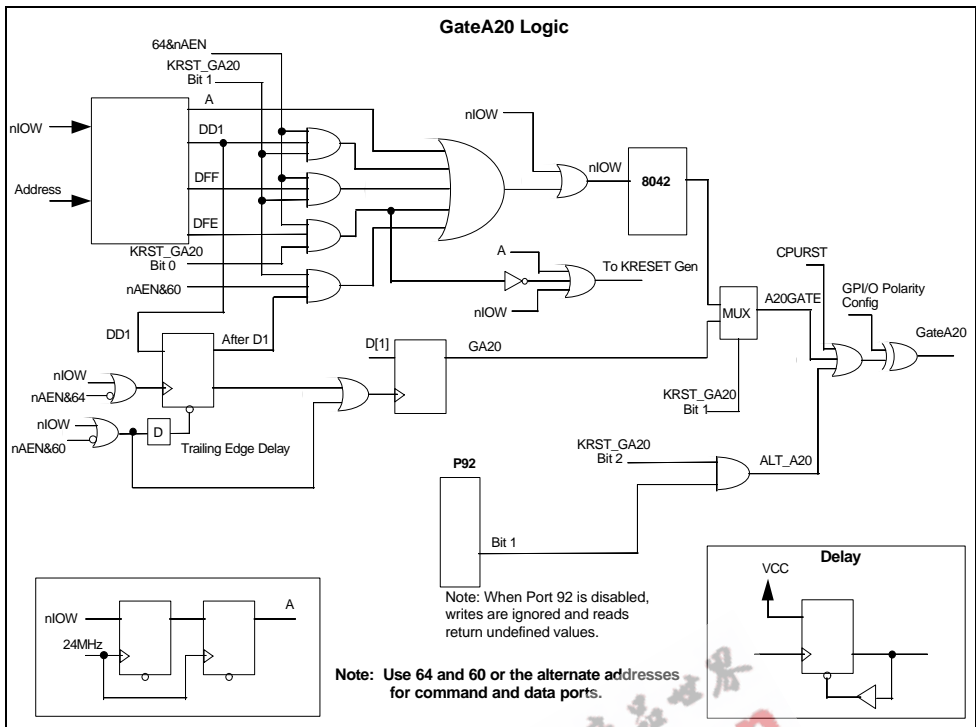 GateA20 Logic
64&nAEN
KRST_GA20
Bit 1
nIOW
Address
A
DD1
DFF
DFE
KRST_GA20
Bit 0
nAEN&60
nIOW
nIOW
8042
A
To KRESET Gen
nIOW
CPURST
MUX
A20GATE
GPI/O Polarity
Config
GateA20
DD1
After D1
D[1]
GA20
nIOW
nAEN&64
nIOW
nAEN&60
D
Trailing Edge Delay
KRST_GA20
Bit 1
KRST_GA20
Bit 2
ALT_A20
P92
Bit 1
Note: When Port 92 is disabled,
writes are ignored and reads
return undefined values.
nIOW
24MHz
A
Note: Use 64 and 60 or the alternate addresses
for command and data ports.
Delay
VCC